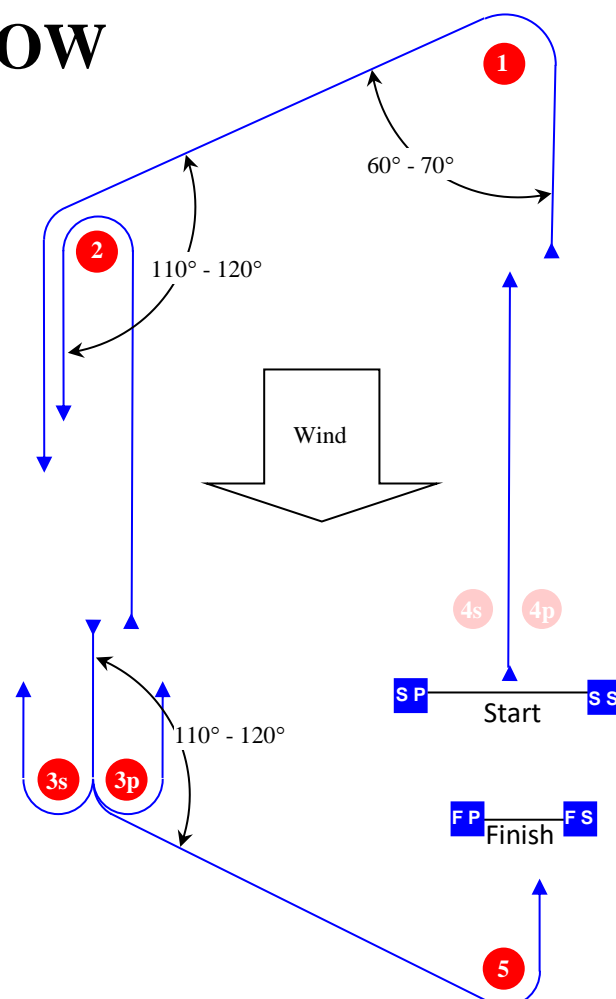 OW
1
60° - 70°
2
110° - 120°
Wind
4s 4p
S P
S S
Start
110° - 120°
3s 3p
F P
F S
Finish
5